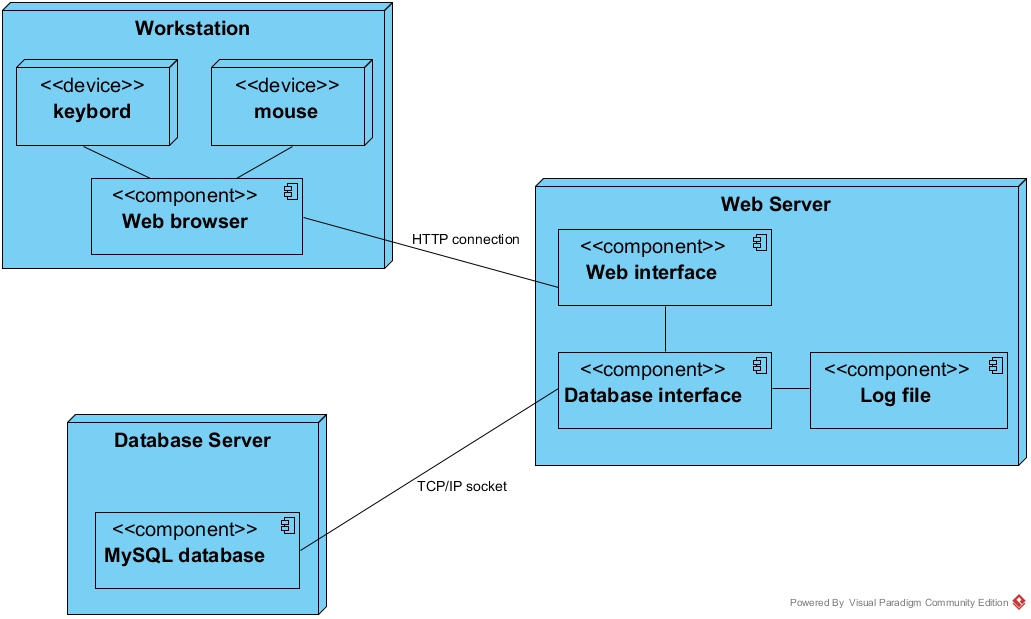 Workstation
<<device>>
keybord
<<device>>
mouse
<<component>>
Web browser
HTTP connection
Web Server
<<component>>
Web interface
<<component>>
Database interface
<<component>>
Log file
TCP/IP socket
Database Server
<<component>>
MySQL database
Powered By Visual Paradigm Community Edition